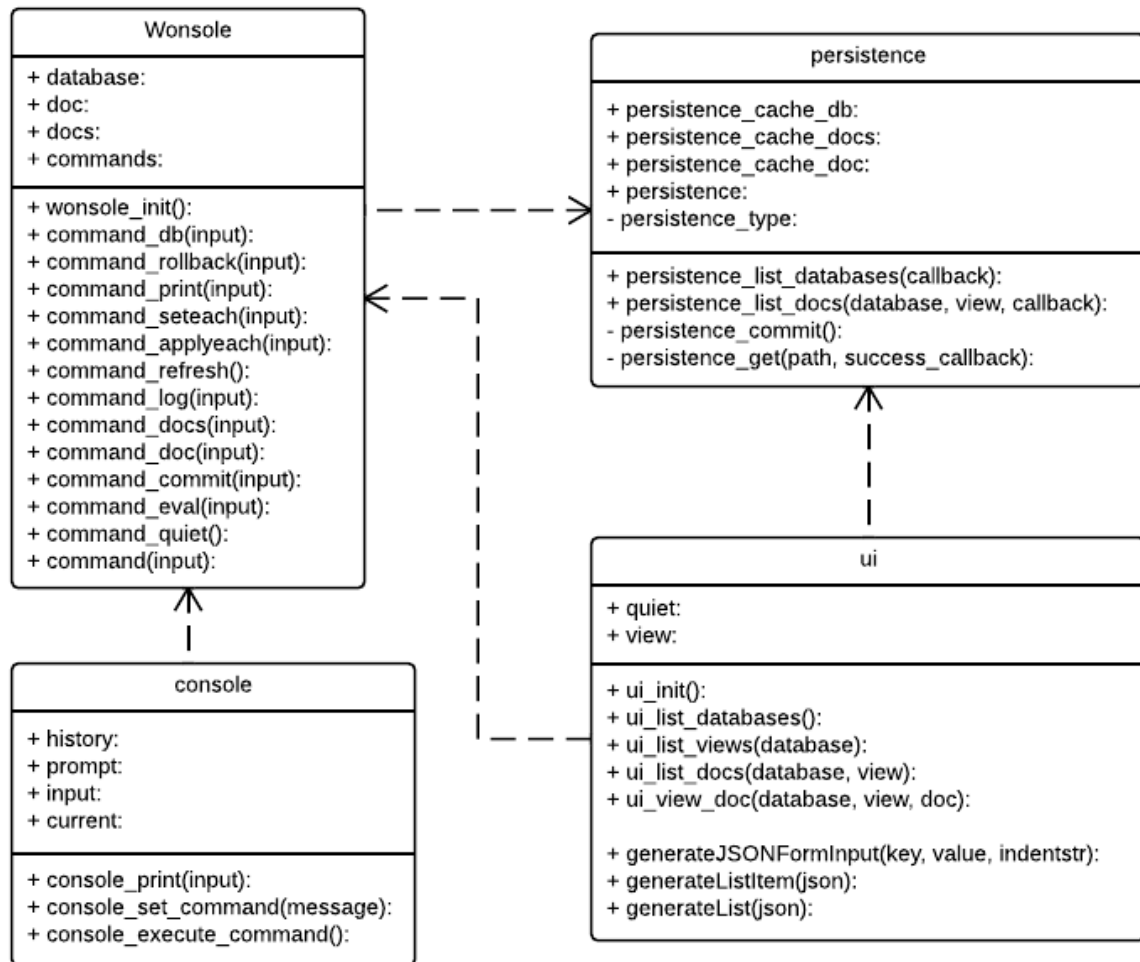 Wonsole
+ database:
+ doc:
+ docs:
+ commands:
+ wonsole_init():
+ command_db(input):
+ command_rollback(input):
+ command_print(input):
+ command_seteach(input):
+ command_applyeach(input):
+ command_refresh():
+ command_log(input):
+ command_docs(input):
+ command_doc(input):
+ command_commit(input):
+ command_eval(input):
+ command_quiet():
+ command(input):
persistence
+ persistence_cache_db:
+ persistence_cache_docs:
+ persistence_cache_doc:
+ persistence:
- persistence_type:
+ persistence_list_databases(callback):
+ persistence_list_docs(database, view, callback):
- persistence_commit():
- persistence_get(path, success_callback):
console
+ history:
+ prompt:
+ input:
+ current:
+ console_print(input):
+ console_set_command(message):
+ console_execute_command():
ui
+ quiet:
+ view:
+ ui_init():
+ ui_list_databases():
+ ui_list_views(database):
+ ui_list_docs(database, view):
+ ui_view_doc(database, view, doc):
+ generateJSONFormInput(key, value, indentstr):
+ generateListItem(json):
+ generateList(json):